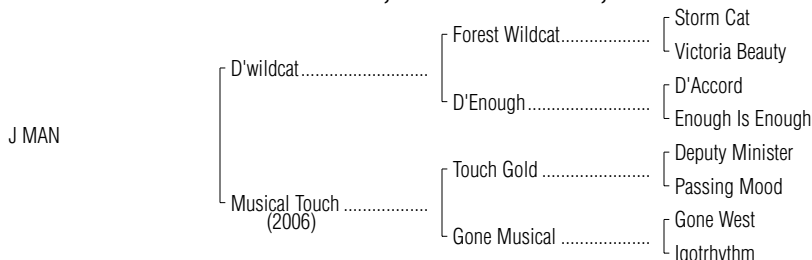 Storm Cat
Forest Wildcat
Victoria Beauty
D'wildcat
D'Accord
D'Enough
Enough Is Enough
J MAN
Deputy Minister
Touch Gold
Passing Mood
Musical Touch
(2006)
Gone West
Gone Musical
Igotrhythm